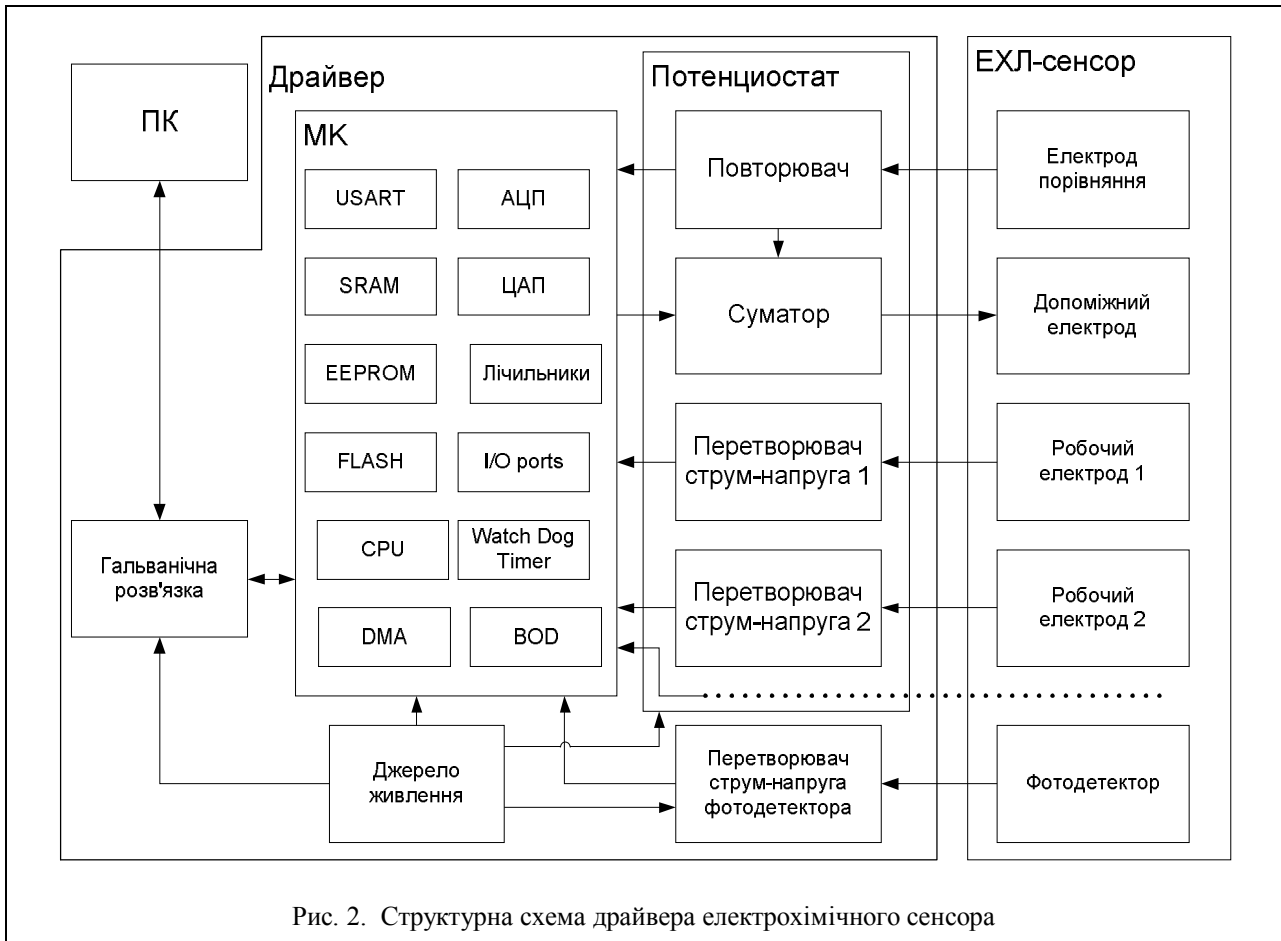 ПК
Драйвер
МК
USART
АЦП
SRAM
ЦАП
EEPROM
Лічильники
FLASH
I/O ports
CPU
Watch Dog
Timer
DMA
BOD
Гальванічна
розв'язка
Джерело
живлення
Потенциостат
Повторювач
Суматор
Перетворювач
струм-напруга 1
Перетворювач
струм-напруга 2
Перетворювач
струм-напруга
фотодетектора
ЕХЛ-сенсор
Електрод
порівняння
Допоміжний
електрод
Робочий
електрод 1
Робочий
електрод 2
Фотодетектор
Рис. 2. Структурна схема драйвера електрохімічного сенсора